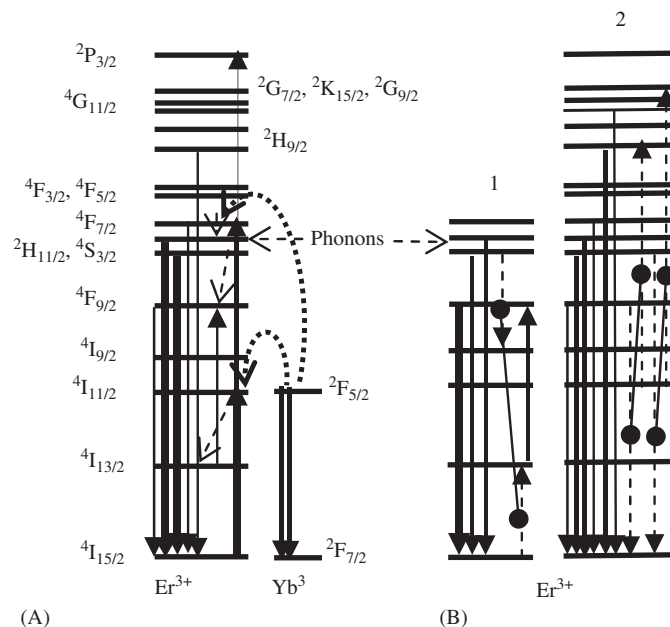 2
²P₃/₂
²G₇/₂, ²K₁₅/₂, ²G₉/₂
⁴G₁₁/₂
²H₉/₂
1
⁴F₃/₂, ⁴F₅/₂
⁴F₇/₂
Phonons
²H₁₁/₂, ⁴S₃/₂
⁴F₉/₂
⁴I₉/₂
⁴I₁₁/₂
²F₅/₂
⁴I₁₃/₂
⁴I₁₅/₂
²F₇/₂
Er³⁺
Yb³
Er³⁺
(A)
(B)